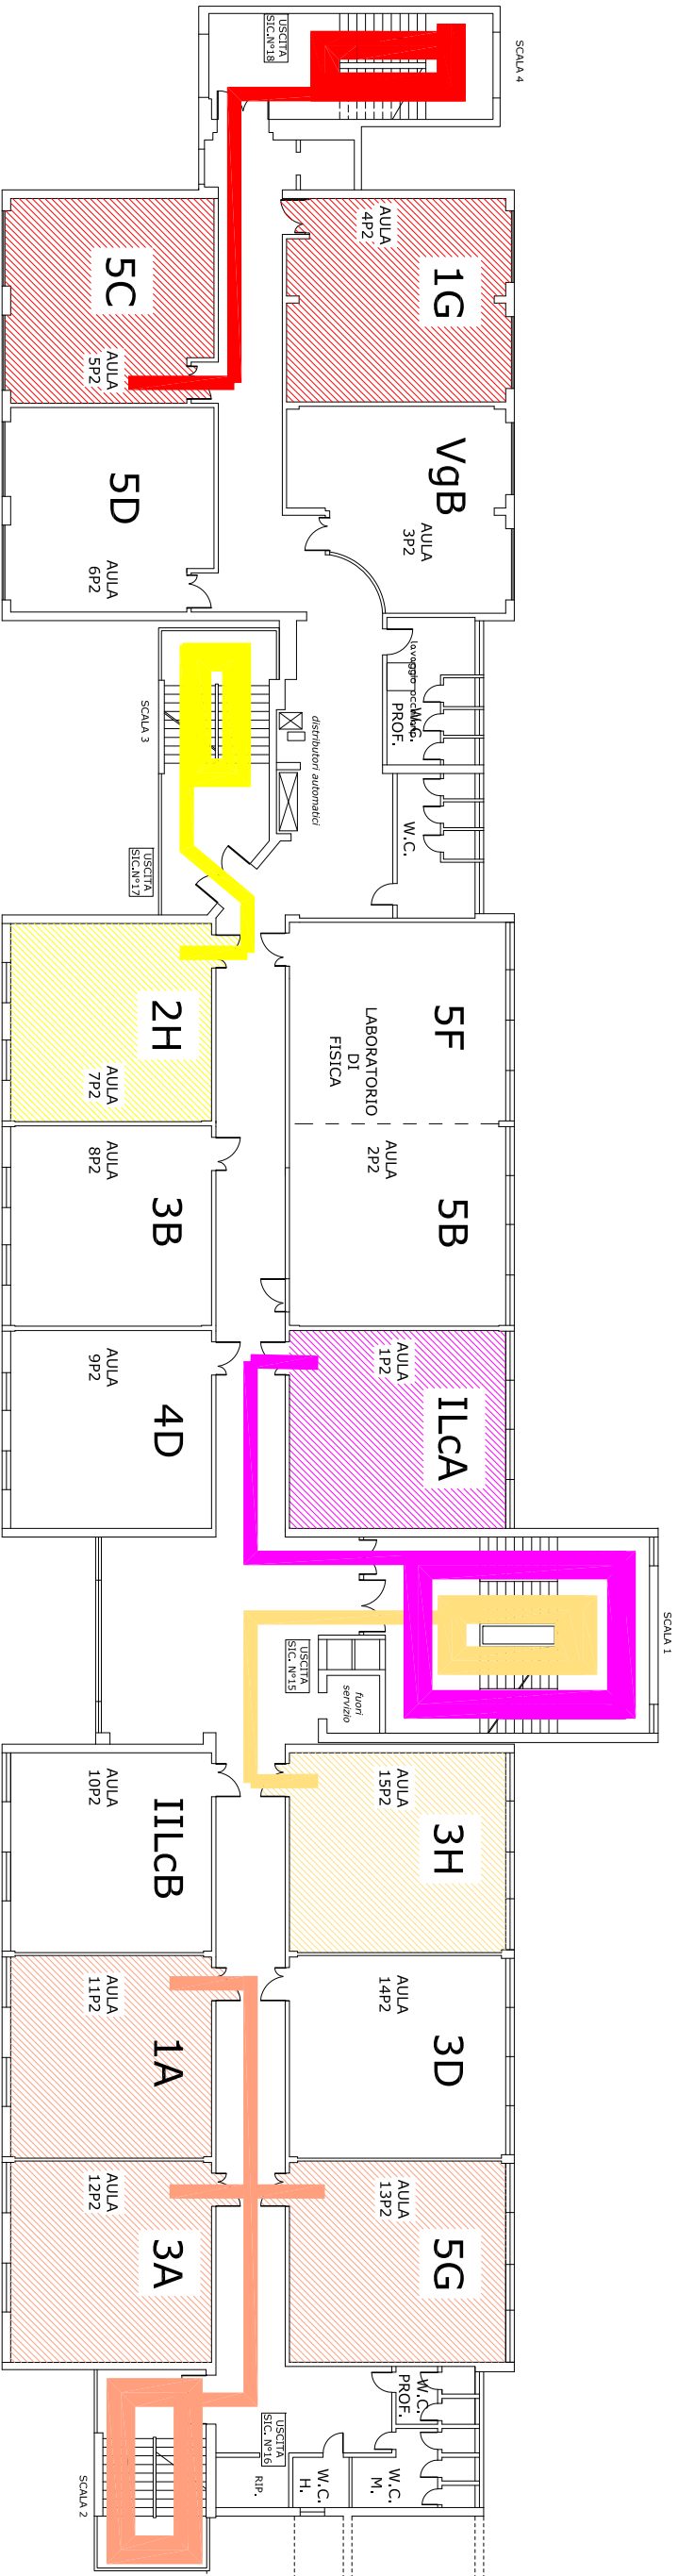 SCALA 4
USCITA
SIC.N°18
AULA
4P2
1G
5C
AULA
5P2
VgB
AULA
3P2
5D
AULA
6P2
lavaggio occhi
W.C.
PROF.
SCALA 3
distributori automatici
W.C.
USCITA
SIC.N°17
5F
LABORATORIO
DI
FISICA
2H
AULA
7P2
AULA
2P2
5B
AULA
8P2
3B
AULA
1P2
ILcA
AULA
9P2
4D
SCALA 1
USCITA
SIC. N°15
fuori
servizio
AULA
15P2
3H
AULA
10P2
IILcB
AULA
14P2
3D
AULA
11P2
1A
AULA
13P2
5G
AULA
12P2
3A
W.C.
PROF.
USCITA
SIC. N°16
W.C.
M.
W.C.
H.
RIP.
SCALA 2